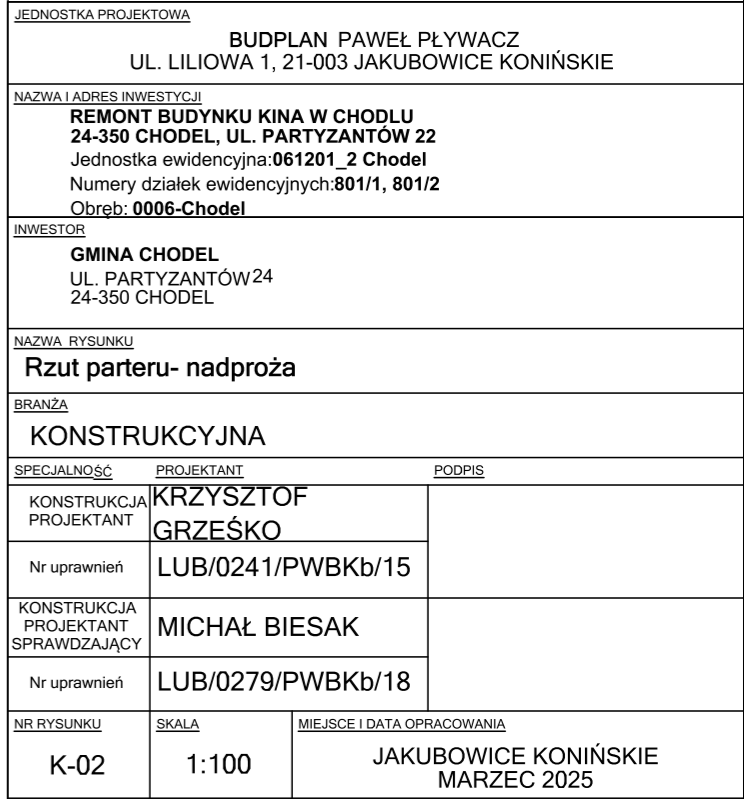 JEDNOSTKA PROJEKTOWA
BUDPLAN PAWEŁ PŁYWACZ
UL. LILIOWA 1, 21-003 JAKUBOWICE KONIŃSKIE
NAZWA I ADRES INWESTYCJI
REMONT BUDYNKU KINA W CHODLU
24-350 CHODEL, UL. PARTYZANTÓW 22
Jednostka ewidencyjna:061201_2 Chodel
Numery działek ewidencyjnych:801/1, 801/2
Obręb: 0006-Chodel
INWESTOR
GMINA CHODEL
UL. PARTYZANTÓW 24
24-350 CHODEL
NAZWA RYSUNKU
Rzut parteru- nadproża
BRANŻA
KONSTRUKCYJNA
SPECJALNOŚĆ PROJEKTANT PODPIS
KONSTRUKCJA
PROJEKTANT
KRZYSZTOF
GRZEŚKO
Nr uprawnień LUB/0241/PWBKb/15
KONSTRUKCJA
PROJEKTANT
SPRAWDZAJĄCY
MICHAŁ BIESAK
Nr uprawnień LUB/0279/PWBKb/18
NR RYSUNKU SKALA MIEJSCE I DATA OPRACOWANIA
K-02 1:100 JAKUBOWICE KONIŃSKIE
MARZEC 2025